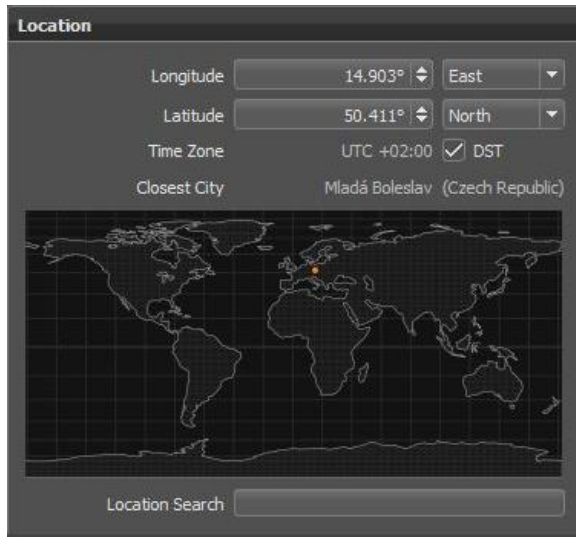 Location
Longitude 14.903° East
Latitude 50.411° North
Time Zone UTC +02:00 DST
Closest City Mladá Boleslav (Czech Republic)
Location Search